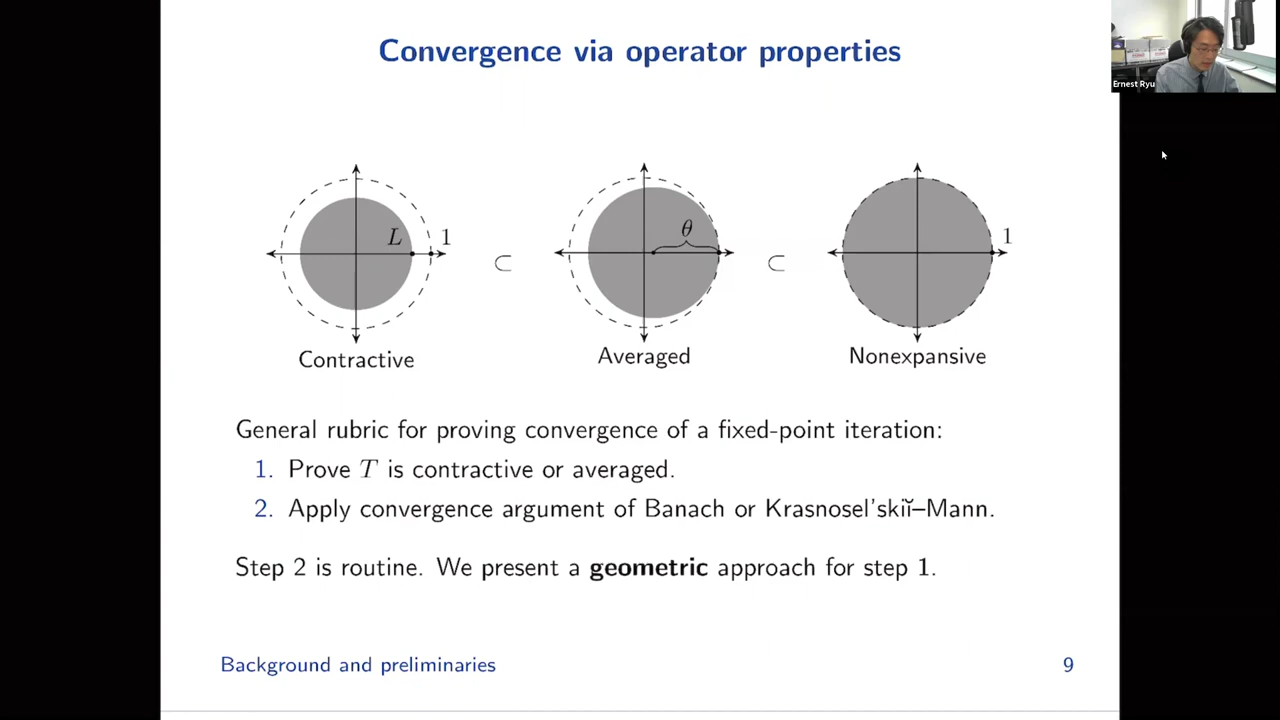 Convergence via operator properties
Ernest Ryu
L 1
θ
1
⊂ ⊂
Contractive Averaged Nonexpansive
General rubric for proving convergence of a fixed-point iteration:
1. Prove T is contractive or averaged.
2. Apply convergence argument of Banach or Krasnosel'skiĭ–Mann.
Step 2 is routine. We present a geometric approach for step 1.
Background and preliminaries 9